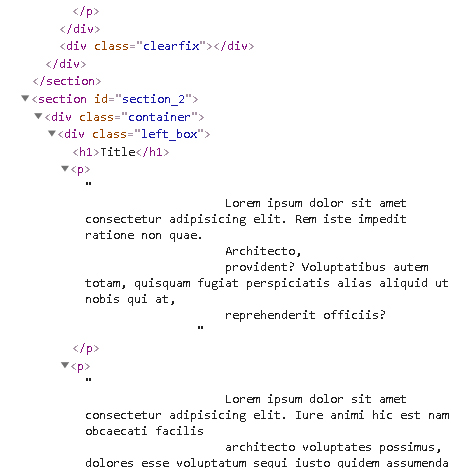 </p>
</div>
<div class="clearfix"></div>
</div>
</section>
<section id="section_2">
<div class="container">
<div class="left_box">
<h1>Title</h1>
<p>
"
Lorem ipsum dolor sit amet
consectetur adipisicing elit. Rem iste impedit
ratione non quae.
Architecto,
provident? Voluptatibus autem
totam, quisquam fugiat perspiciatis alias aliquid ut
nobis qui at,
reprehenderit officiis?
"
</p>
<p>
"
Lorem ipsum dolor sit amet
consectetur adipisicing elit. Iure animi hic est nam
obcaecati facilis
architecto voluptates possimus,
dolores esse voluptatum sequi iusto quidem assumenda